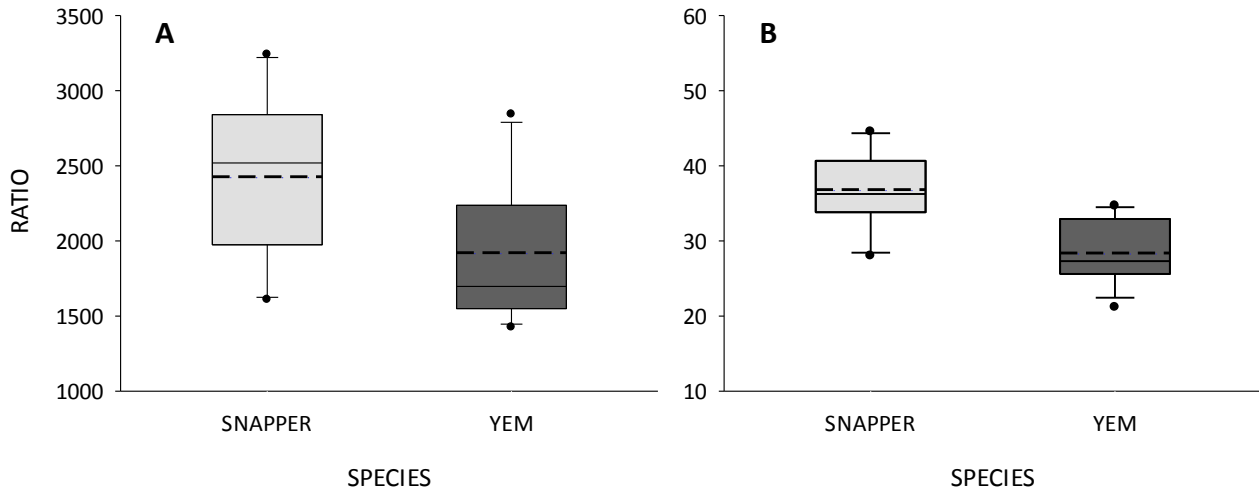 A
3500
3000
2500
2000
1500
1000
RATIO
SNAPPER YEM
SPECIES
B
60
50
40
30
20
10
SNAPPER YEM
SPECIES